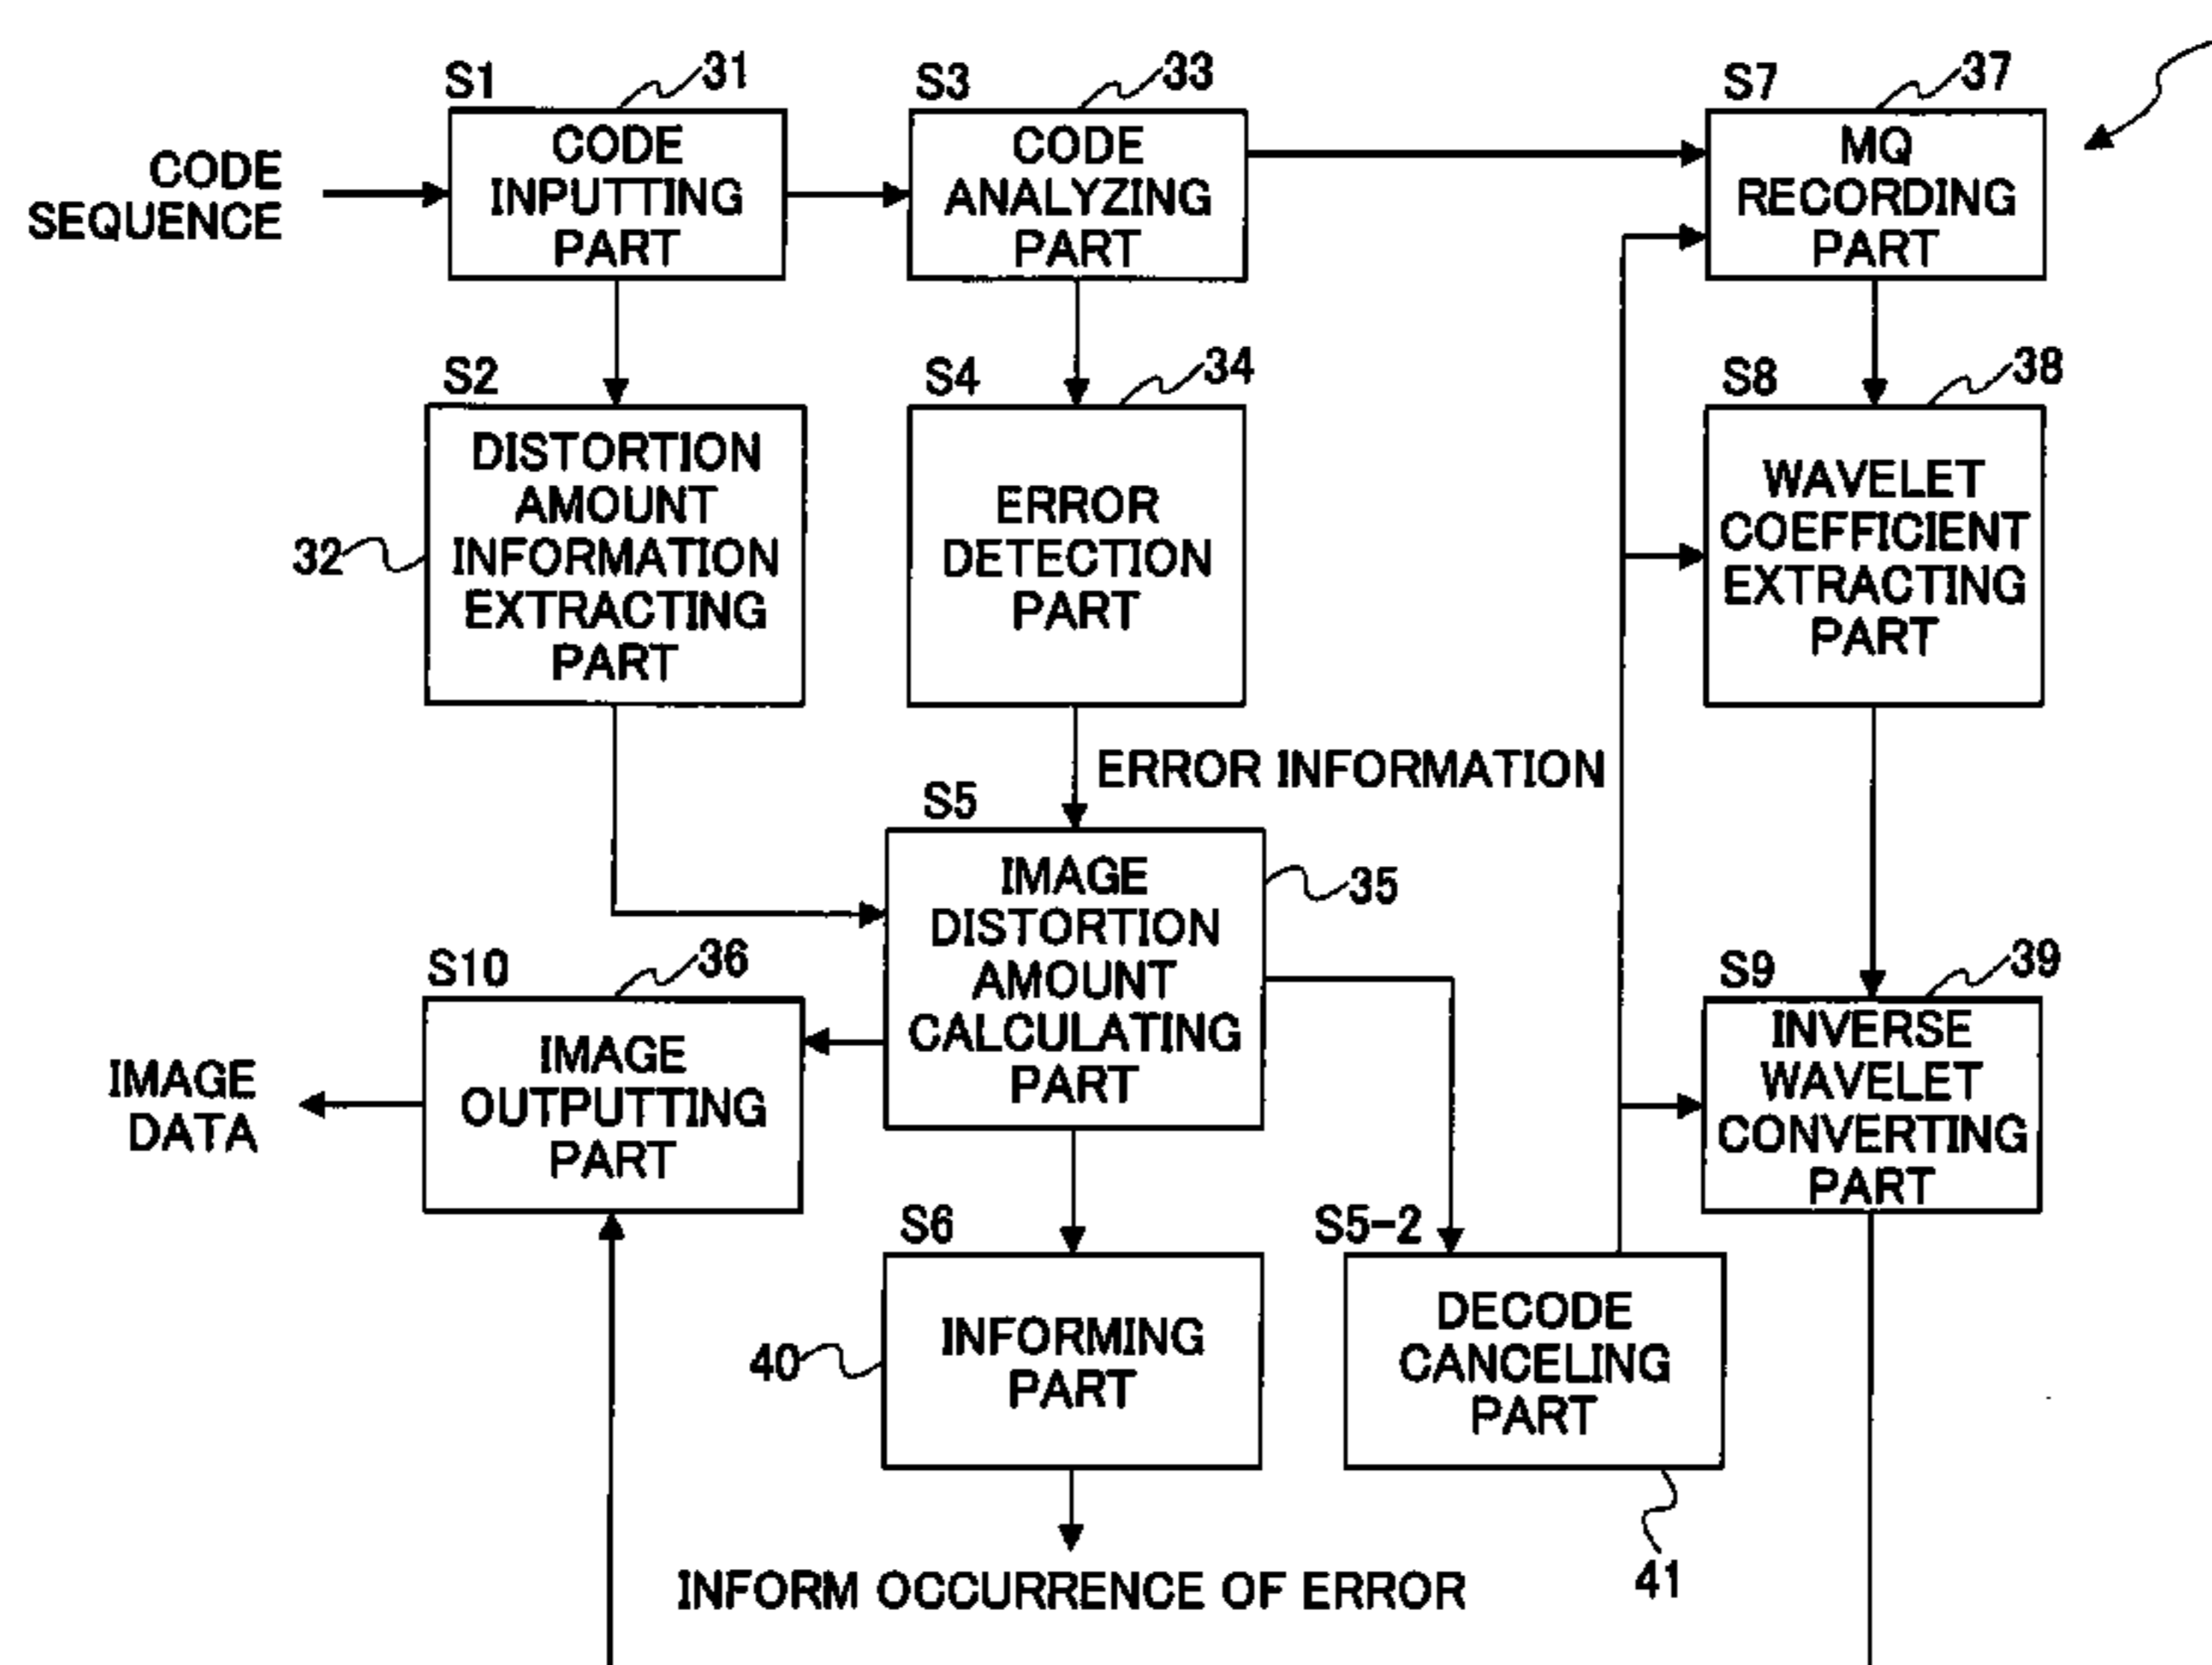 S1
31
CODE
INPUTTING
PART
S3
33
CODE
ANALYZING
PART
S7
37
MQ
RECORDING
PART
CODE
SEQUENCE
S2
32
DISTORTION
AMOUNT
INFORMATION
EXTRACTING
PART
S4
34
ERROR
DETECTION
PART
S8
38
WAVELET
COEFFICIENT
EXTRACTING
PART
ERROR INFORMATION
S5
35
IMAGE
DISTORTION
AMOUNT
CALCULATING
PART
S10
36
IMAGE
OUTPUTTING
PART
IMAGE
DATA
S9
39
INVERSE
WAVELET
CONVERTING
PART
S6
40
INFORMING
PART
S5-2
DECODE
CANCELING
PART
41
INFORM OCCURRENCE OF ERROR